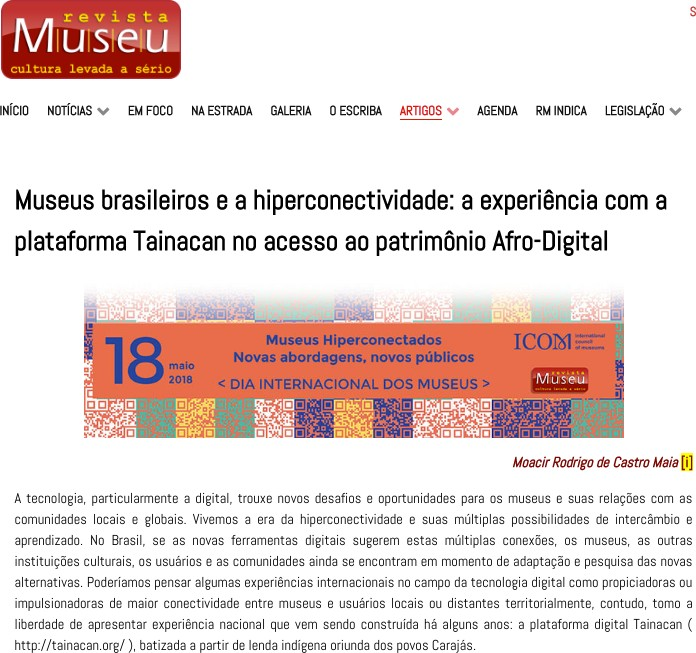 revista
Museu
cultura levada a sério
S
INÍCIO NOTÍCIAS EM FOCO NA ESTRADA GALERIA O ESCRIBA ARTIGOS AGENDA RM INDICA LEGISLAÇÃO
Museus brasileiros e a hiperconectividade: a experiência com a
plataforma Tainacan no acesso ao patrimônio Afro-Digital
18 maio 2018
Museus Hiperconectados
Novas abordagens, novos públicos
< DIA INTERNACIONAL DOS MUSEUS >
ICOM international council of museums
revista
Museu
cultura levada a sério
Moacir Rodrigo de Castro Maia [i]
A tecnologia, particularmente a digital, trouxe novos desafios e oportunidades para os museus e suas relações com as
comunidades locais e globais. Vivemos a era da hiperconectividade e suas múltiplas possibilidades de intercâmbio e
aprendizado. No Brasil, se as novas ferramentas digitais sugerem estas múltiplas conexões, os museus, as outras
instituições culturais, os usuários e as comunidades ainda se encontram em momento de adaptação e pesquisa das novas
alternativas. Poderíamos pensar algumas experiências internacionais no campo da tecnologia digital como propiciadoras ou
impulsionadoras de maior conectividade entre museus e usuários locais ou distantes territorialmente, contudo, tomo a
liberdade de apresentar experiência nacional que vem sendo construída há alguns anos: a plataforma digital Tainacan (
http://tainacan.org/ ), batizada a partir de lenda indígena oriunda dos povos Carajás.